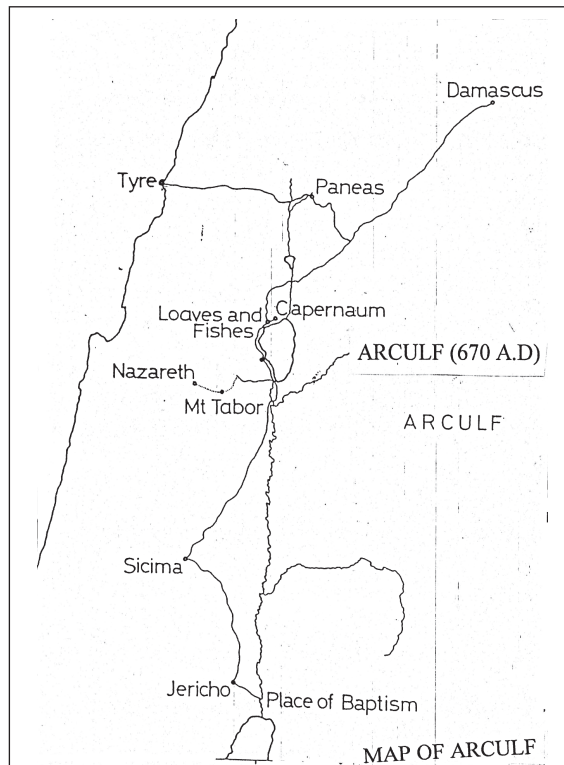 Damascus
Tyre
Paneas
Loaves and
Fishes
Capernaum
ARCULF (670 A.D)
Nazareth
Mt Tabor
ARCULF
Sicima
Jericho
Place of Baptism
MAP OF ARCULF